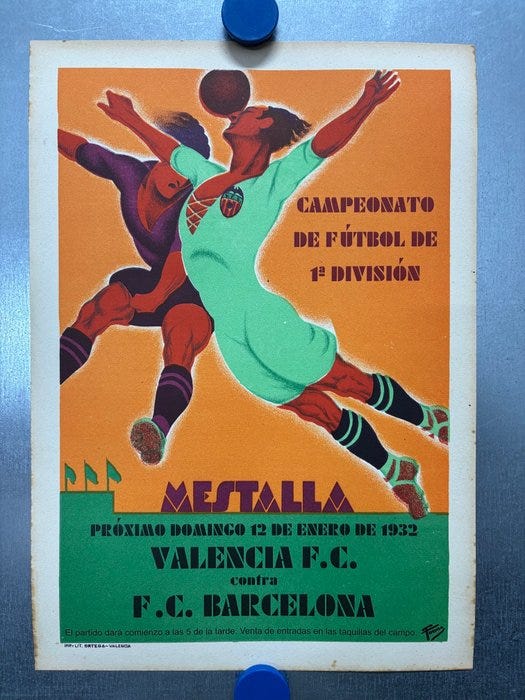 CAMPEONATO
DE FÚTBOL DE
1ª DIVISIÓN
MESTALLA
PRÓXIMO DOMINGO 12 DE ENERO DE 1932
VALENCIA F.C.
contra
F.C. BARCELONA
El partido dará comienzo a las 5 de la tarde. Venta de entradas en las taquillas del campo.
IMP.-LIT. ORTEGA-VALENCIA